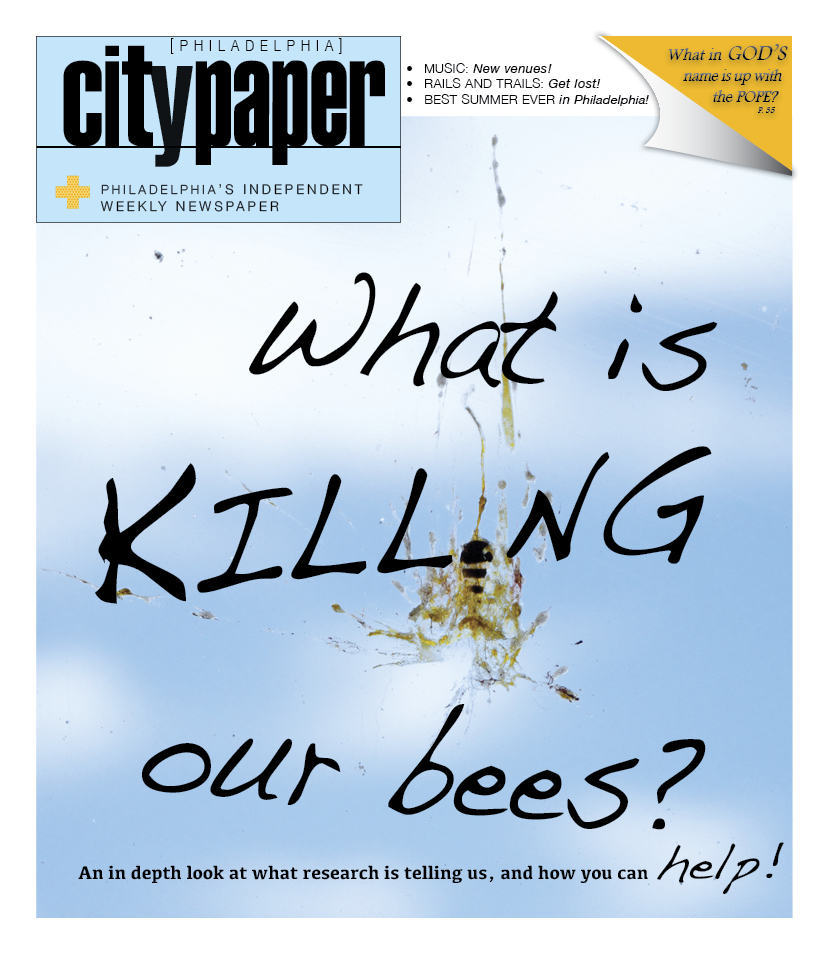 [PHILADELPHIA]
citypaper
PHILADELPHIA'S INDEPENDENT
WEEKLY NEWSPAPER
• MUSIC: New venues!
• RAILS AND TRAILS: Get lost!
• BEST SUMMER EVER in Philadelphia!
What in GOD'S
name is up with
the POPE?
P. 35
What is
KILLING
our bees?
An in depth look at what research is telling us, and how you can help!